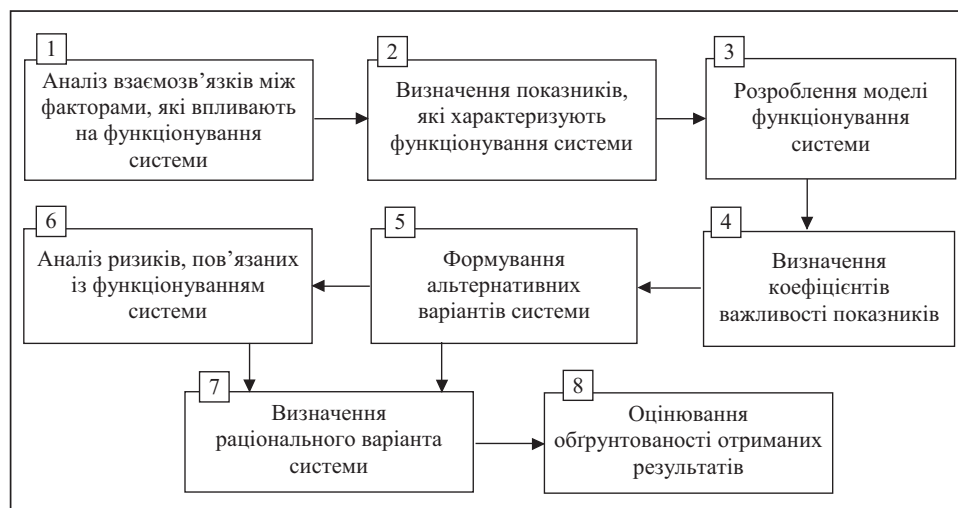 1
Аналіз взаємозв’язків між
факторами, які впливають
на функціонування
системи
2
Визначення показників,
які характеризують
функціонування системи
3
Розроблення моделі
функціонування
системи
4
Визначення
коефіцієнтів
важливості показників
5
Формування
альтернативних
варіантів системи
6
Аналіз ризиків, пов’язаних
із функціонуванням
системи
7
Визначення
раціонального варіанта
системи
8
Оцінювання
обґрунтованості отриманих
результатів